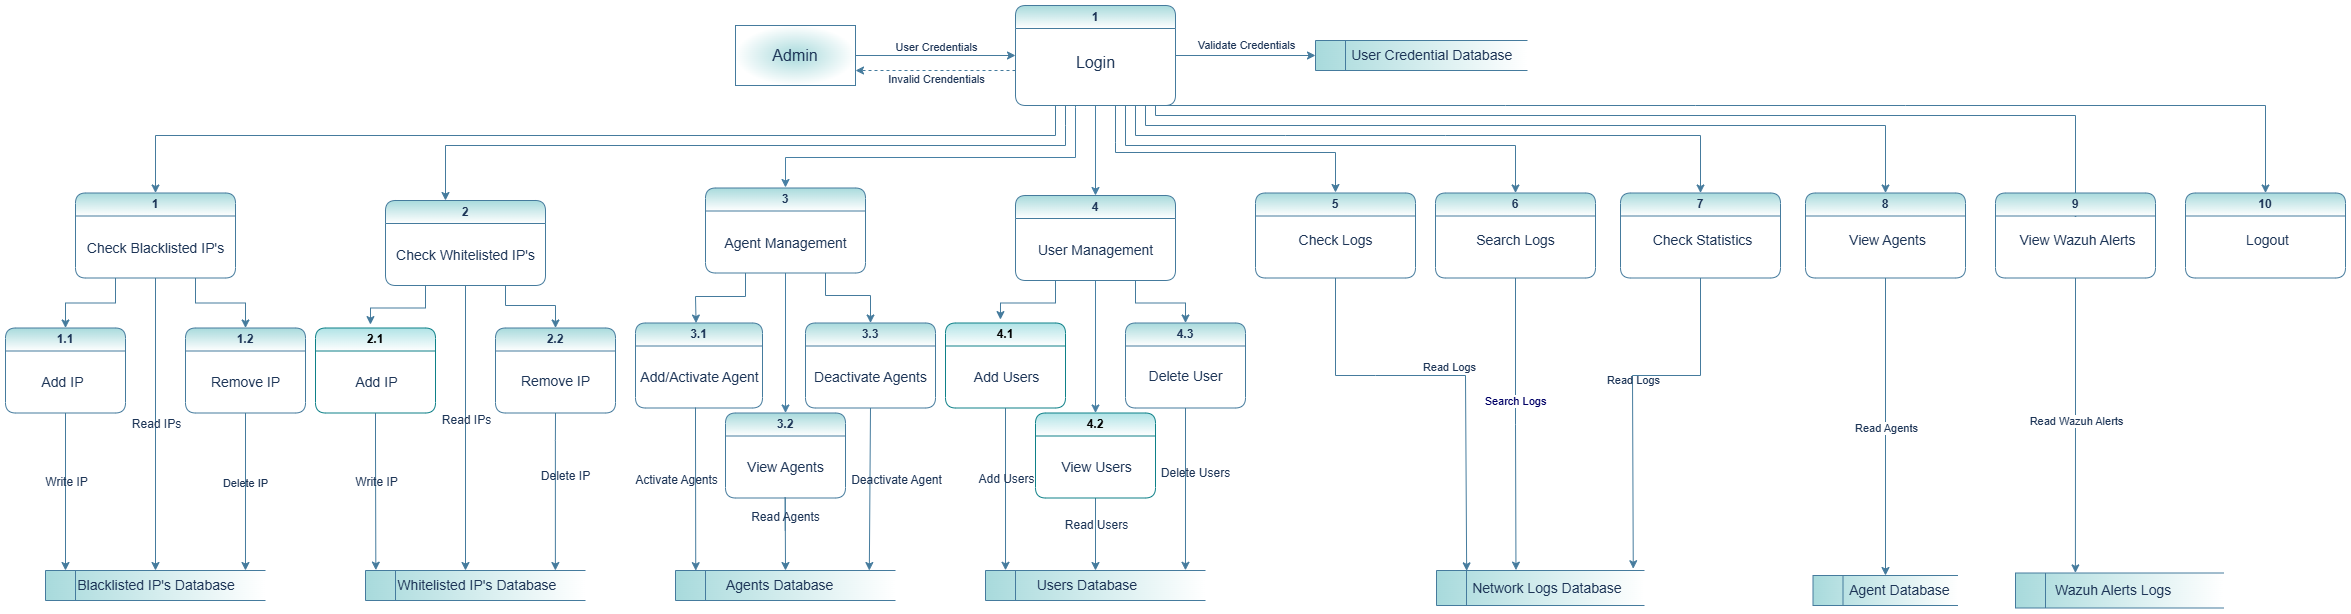 1
Admin
User Credentials
Invalid Crendentials
Login
Validate Credentials
User Credential Database
1
Check Blacklisted IP's
2
Check Whitelisted IP's
3
Agent Management
4
User Management
5
Check Logs
6
Search Logs
7
Check Statistics
8
View Agents
9
View Wazuh Alerts
10
Logout
1.1
Add IP
1.2
Remove IP
2.1
Add IP
2.2
Remove IP
3.1
Add/Activate Agent
3.3
Deactivate Agents
4.1
Add Users
4.3
Delete User
3.2
View Agents
4.2
View Users
Read IPs
Read IPs
Read Logs
Search Logs
Read Logs
Read Agents
Read Wazuh Alerts
Write IP
Delete IP
Write IP
Delete IP
Activate Agents
Deactivate Agent
Read Agents
Add Users
Delete Users
Read Users
Blacklisted IP's Database
Whitelisted IP's Database
Agents Database
Users Database
Network Logs Database
Agent Database
Wazuh Alerts Logs